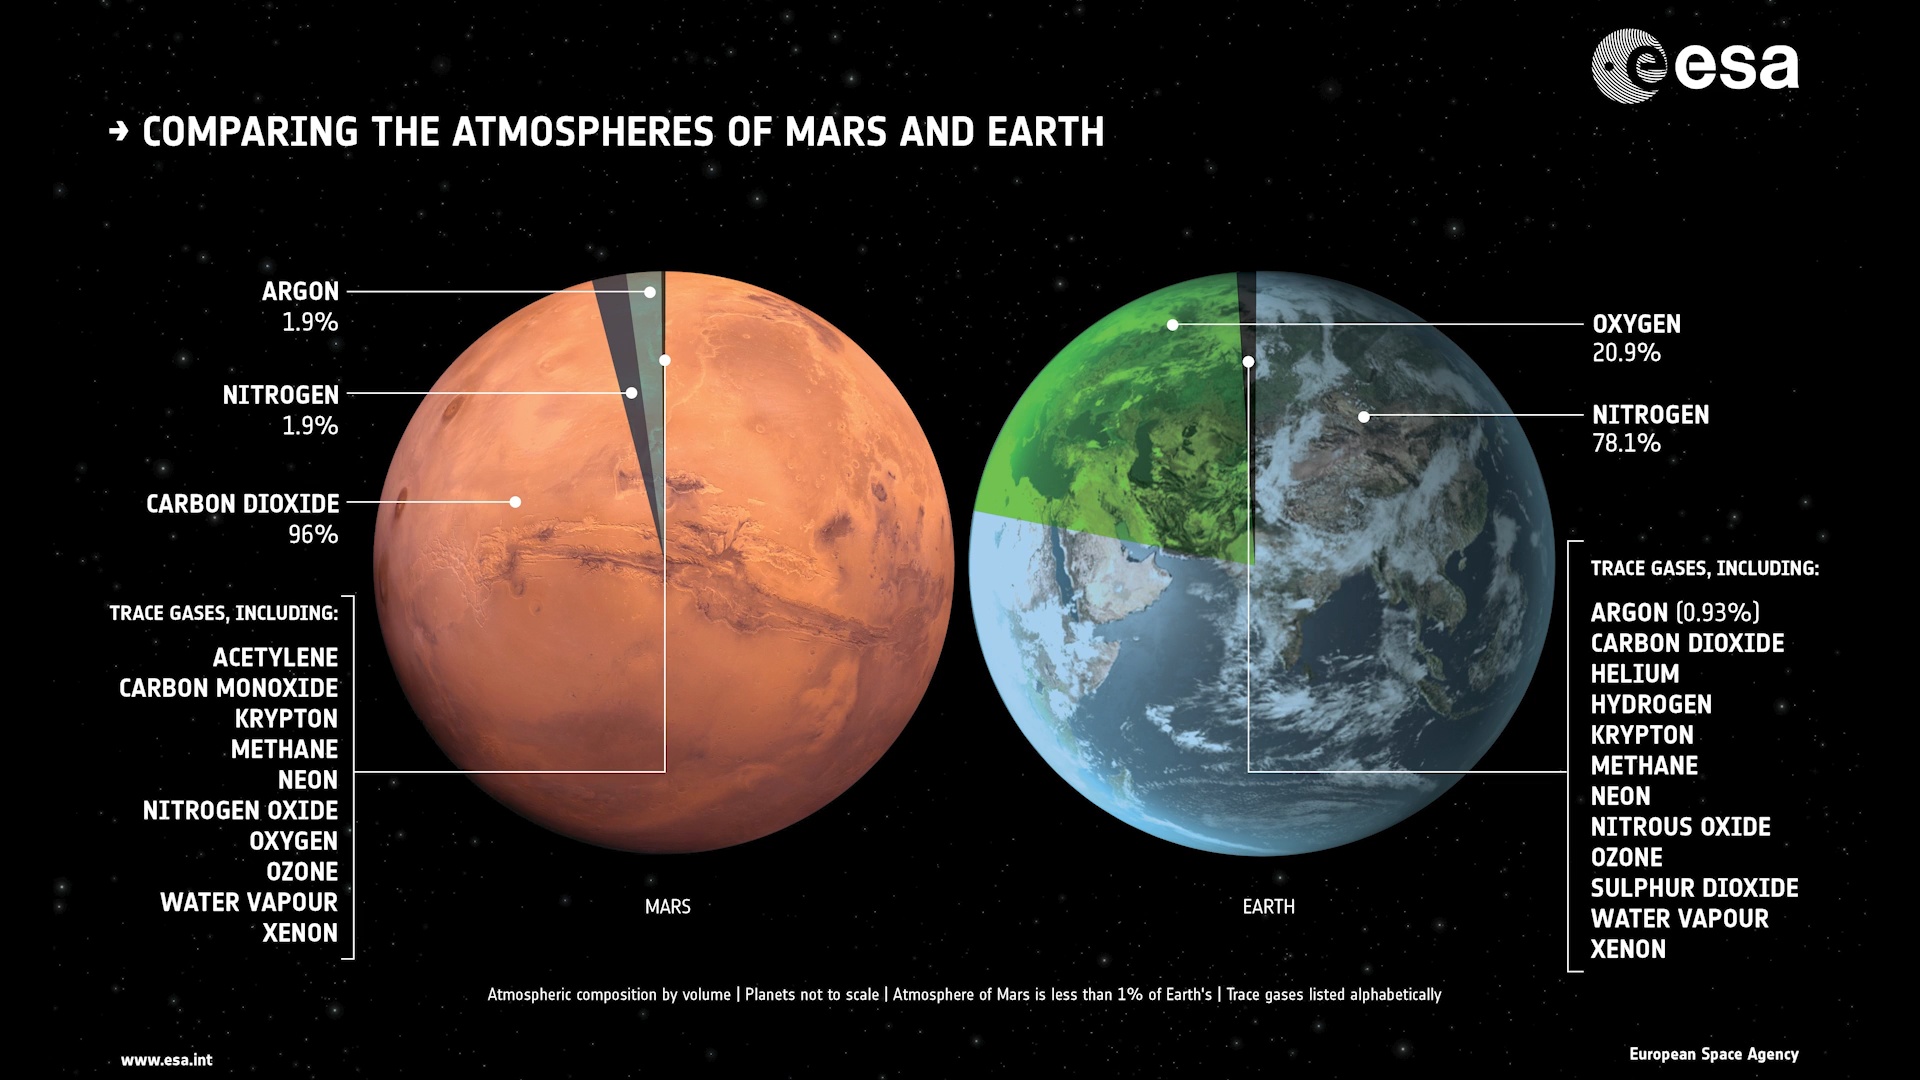 esa
→ COMPARING THE ATMOSPHERES OF MARS AND EARTH
ARGON
1.9%
NITROGEN
1.9%
CARBON DIOXIDE
96%
TRACE GASES, INCLUDING:
ACETYLENE
CARBON MONOXIDE
KRYPTON
METHANE
NEON
NITROGEN OXIDE
OXYGEN
OZONE
WATER VAPOUR
XENON
MARS
OXYGEN
20.9%
NITROGEN
78.1%
TRACE GASES, INCLUDING:
ARGON (0.93%)
CARBON DIOXIDE
HELIUM
HYDROGEN
KRYPTON
METHANE
NEON
NITROUS OXIDE
OZONE
SULPHUR DIOXIDE
WATER VAPOUR
XENON
EARTH
Atmospheric composition by volume | Planets not to scale | Atmosphere of Mars is less than 1% of Earth's | Trace gases listed alphabetically
www.esa.int
European Space Agency